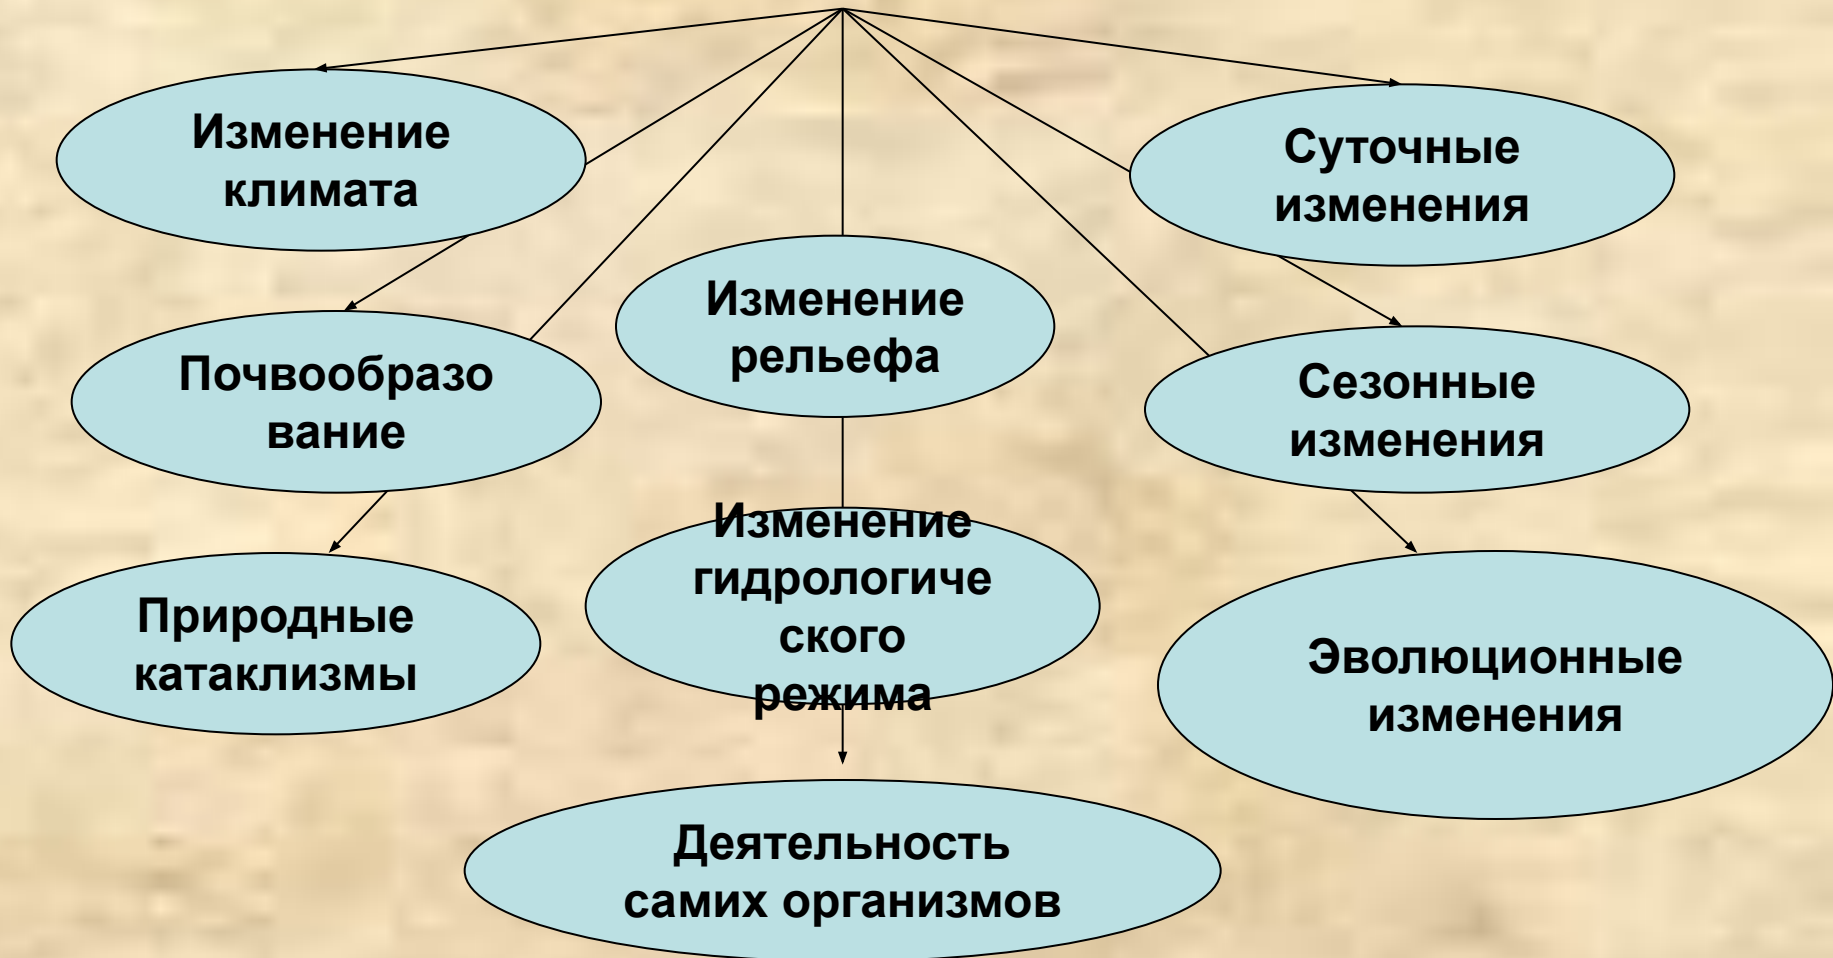 Изменение
климата
Суточные
изменения
Изменение
рельефа
Почвообразо
вание
Сезонные
изменения
Изменение
гидрологиче
ского
режима
Природные
катаклизмы
Эволюционные
изменения
Деятельность
самих организмов